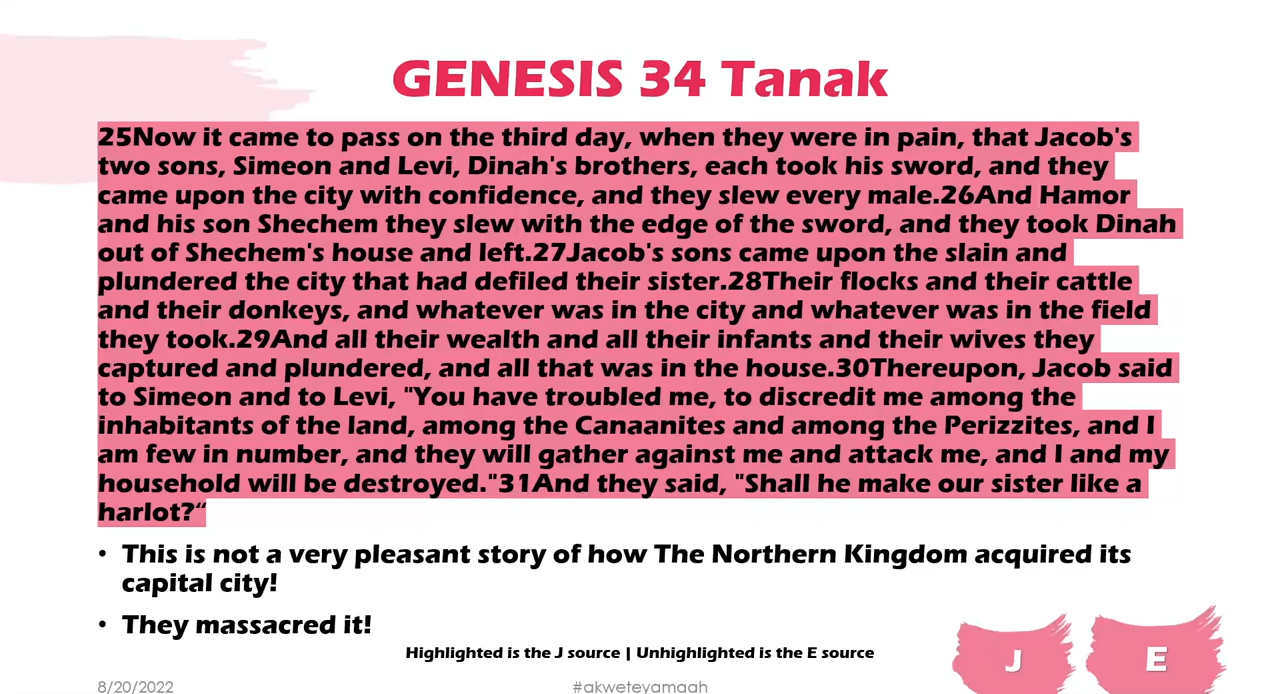 GENESIS 34 Tanak
25Now it came to pass on the third day, when they were in pain, that Jacob's
two sons, Simeon and Levi, Dinah's brothers, each took his sword, and they
came upon the city with confidence, and they slew every male.26And Hamor
and his son Shechem they slew with the edge of the sword, and they took Dinah
out of Shechem's house and left.27Jacob's sons came upon the slain and
plundered the city that had defiled their sister.28Their flocks and their cattle
and their donkeys, and whatever was in the city and whatever was in the field
they took.29And all their wealth and all their infants and their wives they
captured and plundered, and all that was in the house.30Thereupon, Jacob said
to Simeon and to Levi, "You have troubled me, to discredit me among the
inhabitants of the land, among the Canaanites and among the Perizzites, and I
am few in number, and they will gather against me and attack me, and I and my
household will be destroyed."31And they said, "Shall he make our sister like a
harlot?“
• This is not a very pleasant story of how The Northern Kingdom acquired its
capital city!
• They massacred it!
Highlighted is the J source | Unhighlighted is the E source
J
E
8/20/2022
#akweteyamaah